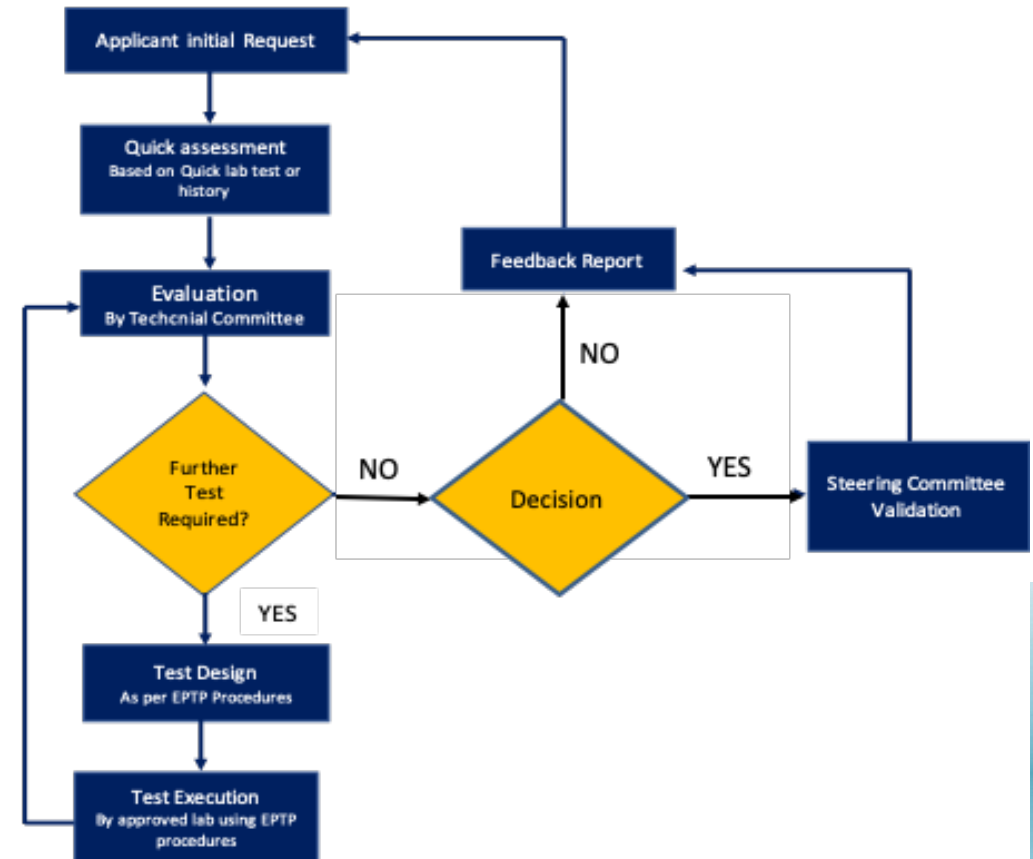 Applicant initial Request
Quick assessment
Based on Quick lab test or
history
Feedback Report
Evaluation
By Techcnial Committee
NO
Further
Test
Required?
NO
Decision
YES
Steering Committee
Validation
YES
Test Design
As per EPTP Procedures
Test Execution
By approved lab using EPTP
procedures